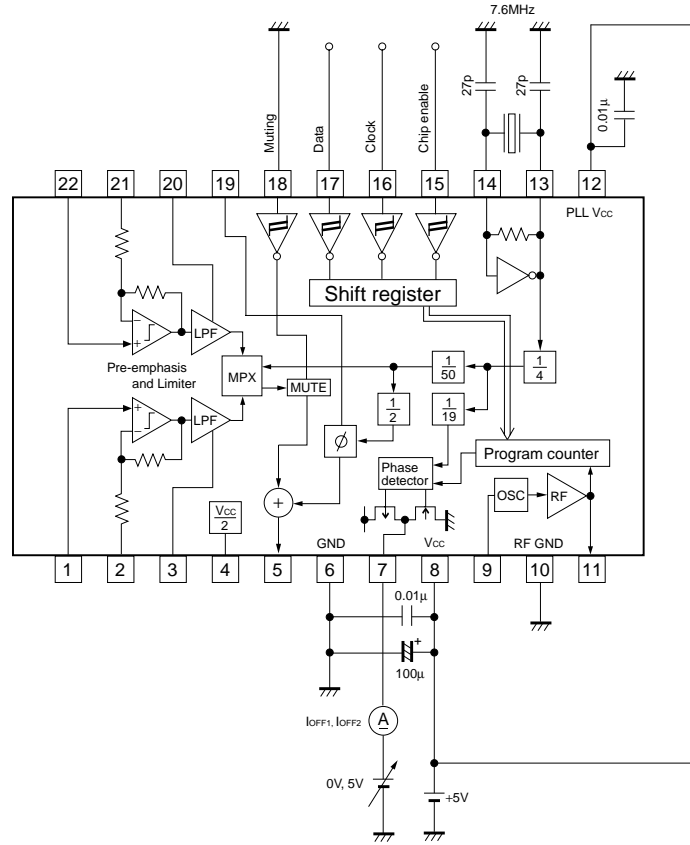 7.6MHz
27p
27p
0.01µ
Muting
Data
Clock
Chip enable
22
21
20
19
18
17
16
15
14
13
12
PLL Vcc
Shift register
−
+
LPF
Pre-emphasis
and Limiter
MPX
MUTE
1/50
1/4
1/2
1/19
+
−
LPF
ϕ
Program counter
Phase
detector
OSC
RF
+
Vcc/2
GND
Vcc
RF GND
1
2
3
4
5
6
7
8
9
10
11
0.01µ
+
100µ
IOFF1, IOFF2
A
0V, 5V
+5V